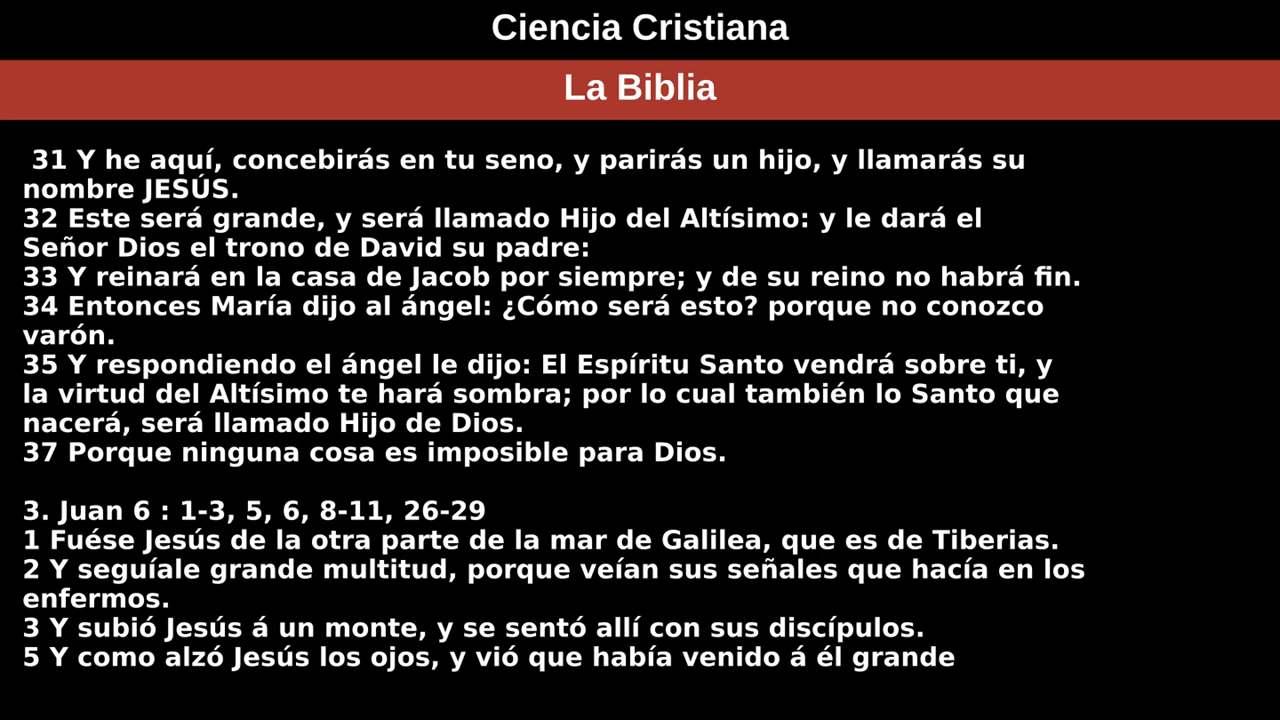 Ciencia Cristiana
La Biblia
31 Y he aquí, concebirás en tu seno, y parirás un hijo, y llamarás su
nombre JESÚS.
32 Este será grande, y será llamado Hijo del Altísimo: y le dará el
Señor Dios el trono de David su padre:
33 Y reinará en la casa de Jacob por siempre; y de su reino no habrá fin.
34 Entonces María dijo al ángel: ¿Cómo será esto? porque no conozco
varón.
35 Y respondiendo el ángel le dijo: El Espíritu Santo vendrá sobre ti, y
la virtud del Altísimo te hará sombra; por lo cual también lo Santo que
nacerá, será llamado Hijo de Dios.
37 Porque ninguna cosa es imposible para Dios.
3. Juan 6 : 1-3, 5, 6, 8-11, 26-29
1 Fuése Jesús de la otra parte de la mar de Galilea, que es de Tiberias.
2 Y seguíale grande multitud, porque veían sus señales que hacía en los
enfermos.
3 Y subió Jesús á un monte, y se sentó allí con sus discípulos.
5 Y como alzó Jesús los ojos, y vió que había venido á él grande